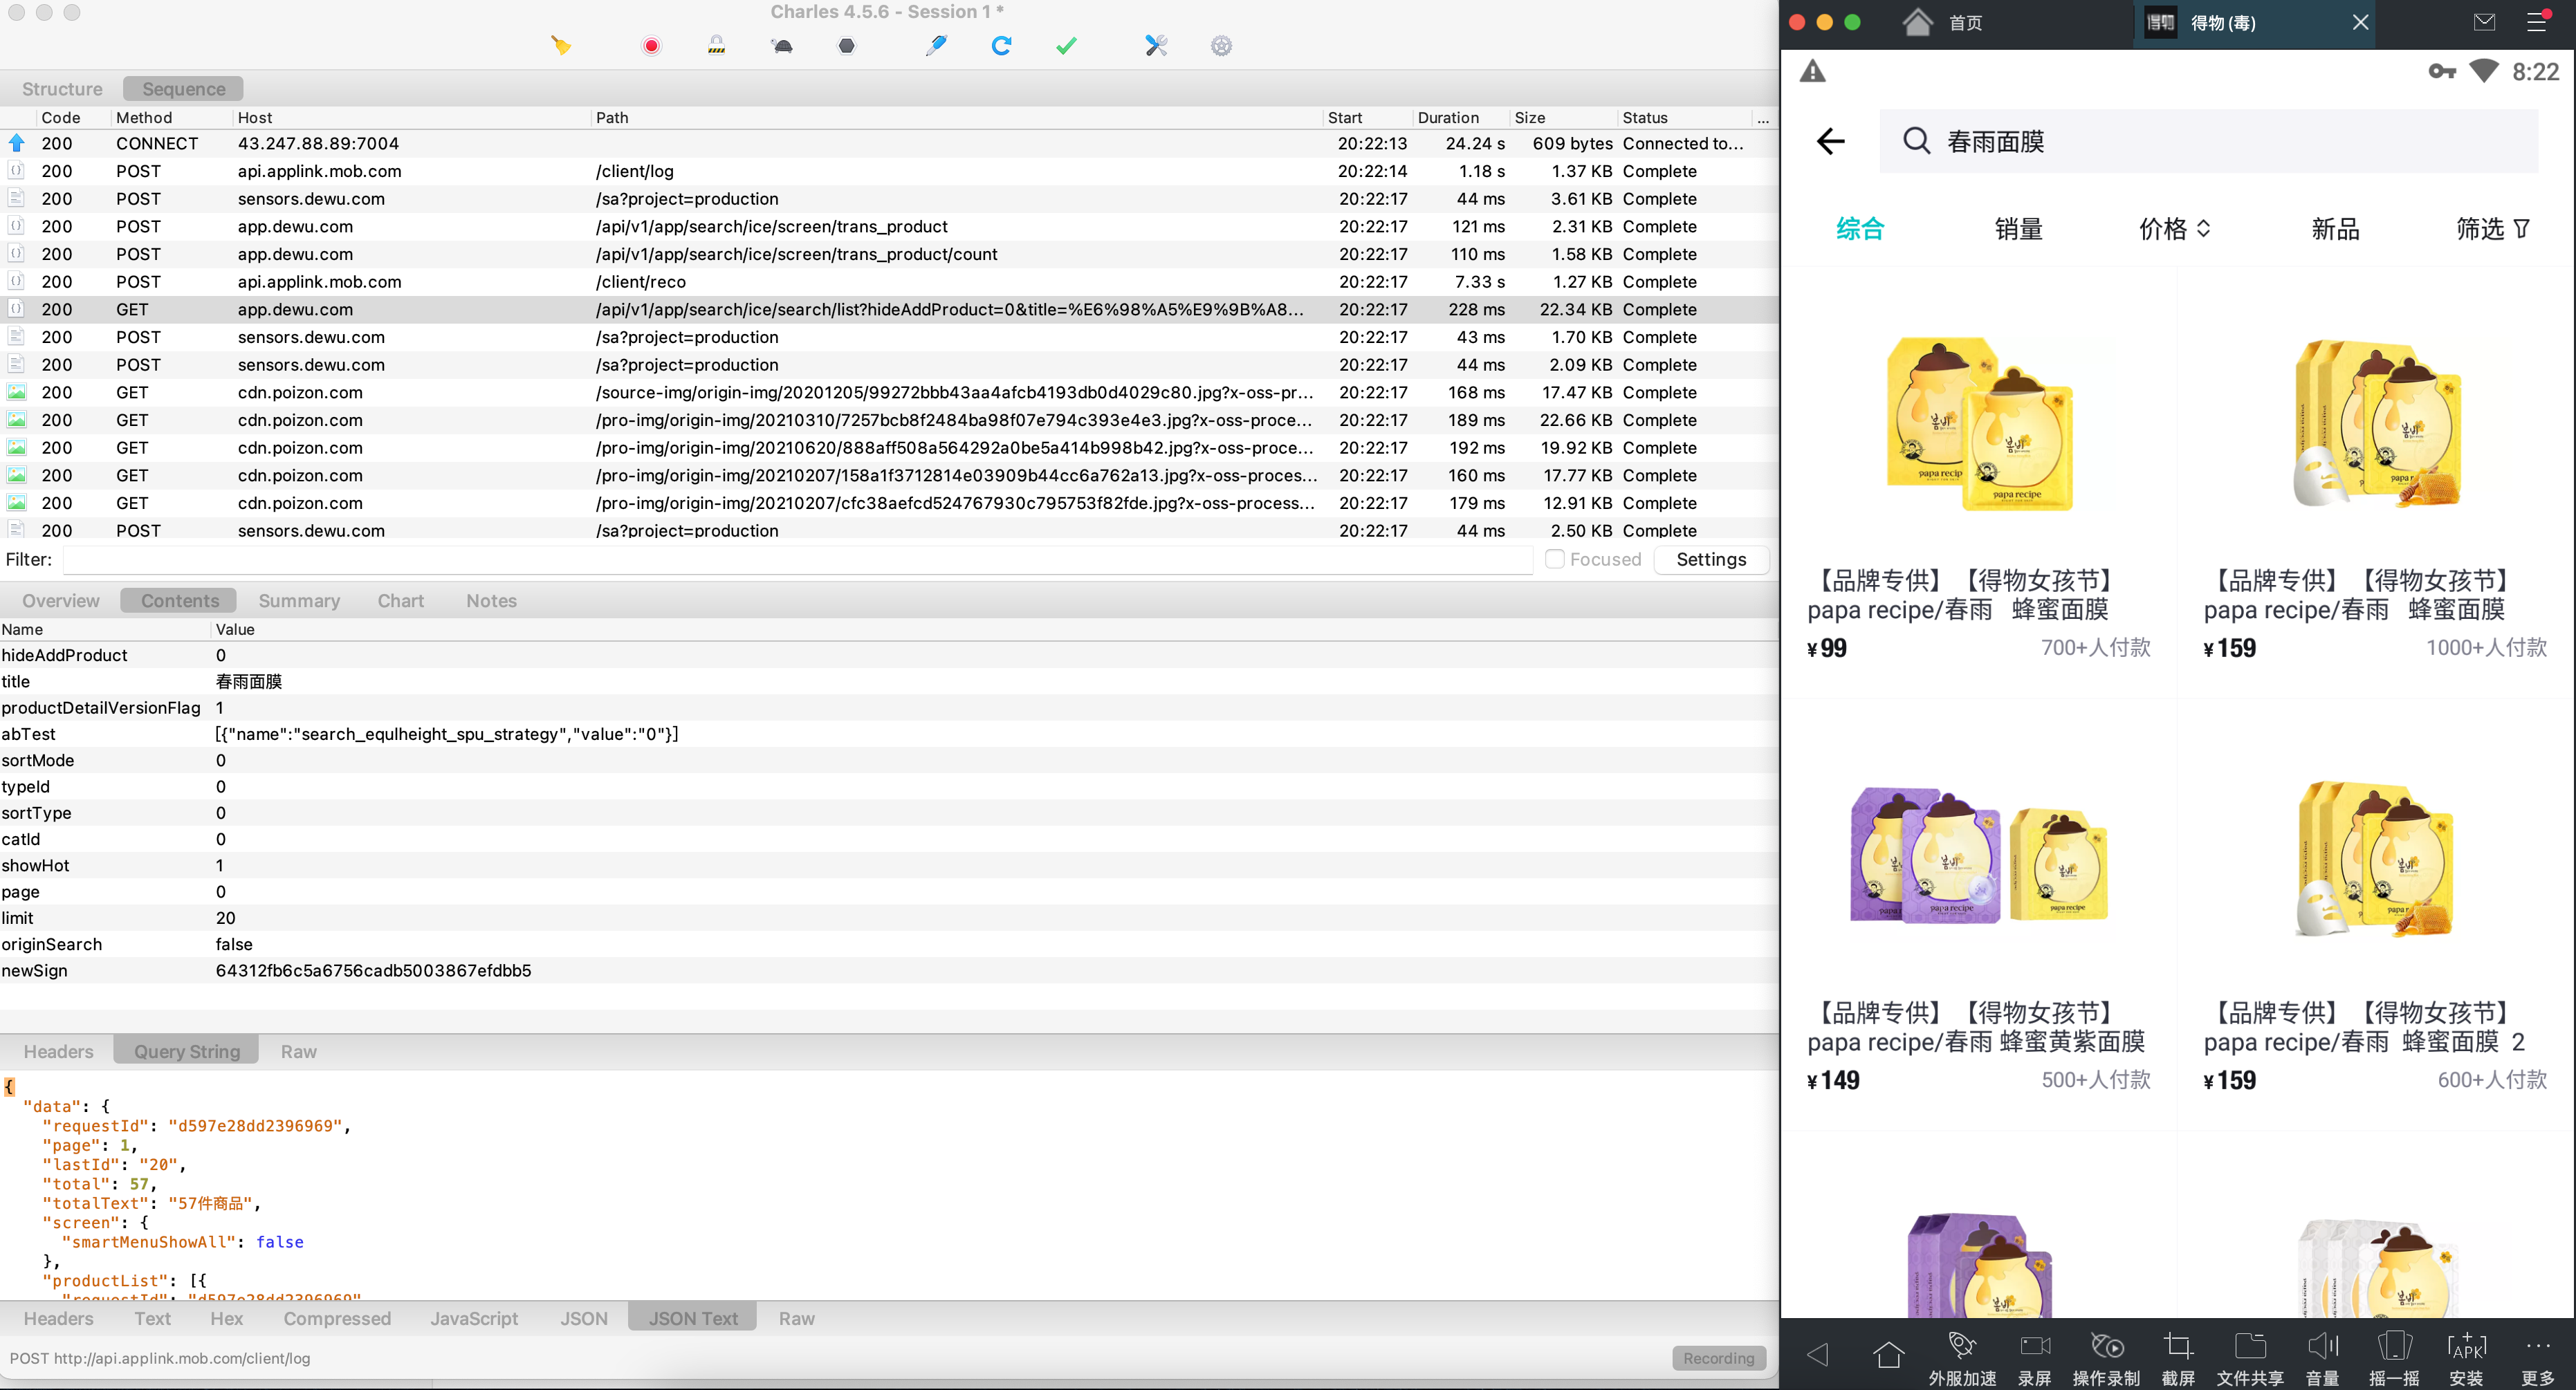 Charles 4.5.6 - Session 1 *
Structure Sequence
Code Method Host Path Start Duration Size Status ...
200 CONNECT 43.247.88.89:7004 20:22:13 24.24 s 609 bytes Connected to...
200 POST api.applink.mob.com /client/log 20:22:14 1.18 s 1.37 KB Complete
200 POST sensors.dewu.com /sa?project=production 20:22:17 44 ms 3.61 KB Complete
200 POST app.dewu.com /api/v1/app/search/ice/screen/trans_product 20:22:17 121 ms 2.31 KB Complete
200 POST app.dewu.com /api/v1/app/search/ice/screen/trans_product/count 20:22:17 110 ms 1.58 KB Complete
200 POST api.applink.mob.com /client/reco 20:22:17 7.33 s 1.27 KB Complete
200 GET app.dewu.com /api/v1/app/search/ice/search/list?hideAddProduct=0&title=%E6%98%A5%E9%9B%A8... 20:22:17 228 ms 22.34 KB Complete
200 POST sensors.dewu.com /sa?project=production 20:22:17 43 ms 1.70 KB Complete
200 POST sensors.dewu.com /sa?project=production 20:22:17 44 ms 2.09 KB Complete
200 GET cdn.poizon.com /source-img/origin-img/20201205/99272bbb43aa4afcb4193db0d4029c80.jpg?x-oss-pr... 20:22:17 168 ms 17.47 KB Complete
200 GET cdn.poizon.com /pro-img/origin-img/20210310/7257bcb8f2484ba98f07e794c393e4e3.jpg?x-oss-proce... 20:22:17 189 ms 22.66 KB Complete
200 GET cdn.poizon.com /pro-img/origin-img/20210620/888aff508a564292a0be5a414b998b42.jpg?x-oss-proce... 20:22:17 192 ms 19.92 KB Complete
200 GET cdn.poizon.com /pro-img/origin-img/20210207/158a1f3712814e03909b44cc6a762a13.jpg?x-oss-proces... 20:22:17 160 ms 17.77 KB Complete
200 GET cdn.poizon.com /pro-img/origin-img/20210207/cfc38aefcd524767930c795753f82fde.jpg?x-oss-process... 20:22:17 179 ms 12.91 KB Complete
200 POST sensors.dewu.com /sa?project=production 20:22:17 44 ms 2.50 KB Complete
Filter: Focused Settings
Overview Contents Summary Chart Notes
Name Value
hideAddProduct 0
title 春雨面膜
productDetailVersionFlag 1
abTest [{"name":"search_equlheight_spu_strategy","value":"0"}]
sortMode 0
typeId 0
sortType 0
catId 0
showHot 1
page 0
limit 20
originSearch false
newSign 64312fb6c5a6756cadb5003867efdbb5
Headers Query String Raw
{
"data": {
"requestId": "d597e28dd2396969",
"page": 1,
"lastId": "20",
"total": 57,
"totalText": "57件商品",
"screen": {
"smartMenuShowAll": false
},
"productList": [{
"requestId": "d597e28dd2396969"
Headers Text Hex Compressed JavaScript JSON JSON Text Raw
POST http://api.applink.mob.com/client/log Recording
首页 得物 得物 (毒)
8:22
春雨面膜
综合 销量 价格 新品 筛选
봄비 papa recipe
봄비 papa recipe
【品牌专供】【得物女孩节】
papa recipe/春雨 蜂蜜面膜
¥99 700+人付款
【品牌专供】【得物女孩节】
papa recipe/春雨 蜂蜜面膜
¥159 1000+人付款
봄비 papa recipe
봄비 papa recipe
【品牌专供】【得物女孩节】
papa recipe/春雨 蜂蜜黄紫面膜
¥149 500+人付款
【品牌专供】【得物女孩节】
papa recipe/春雨 蜂蜜面膜 2
¥159 600+人付款
봄비
봄비
外服加速 录屏 操作录制 截屏 文件共享 音量 摇一摇 APK 安装 更多